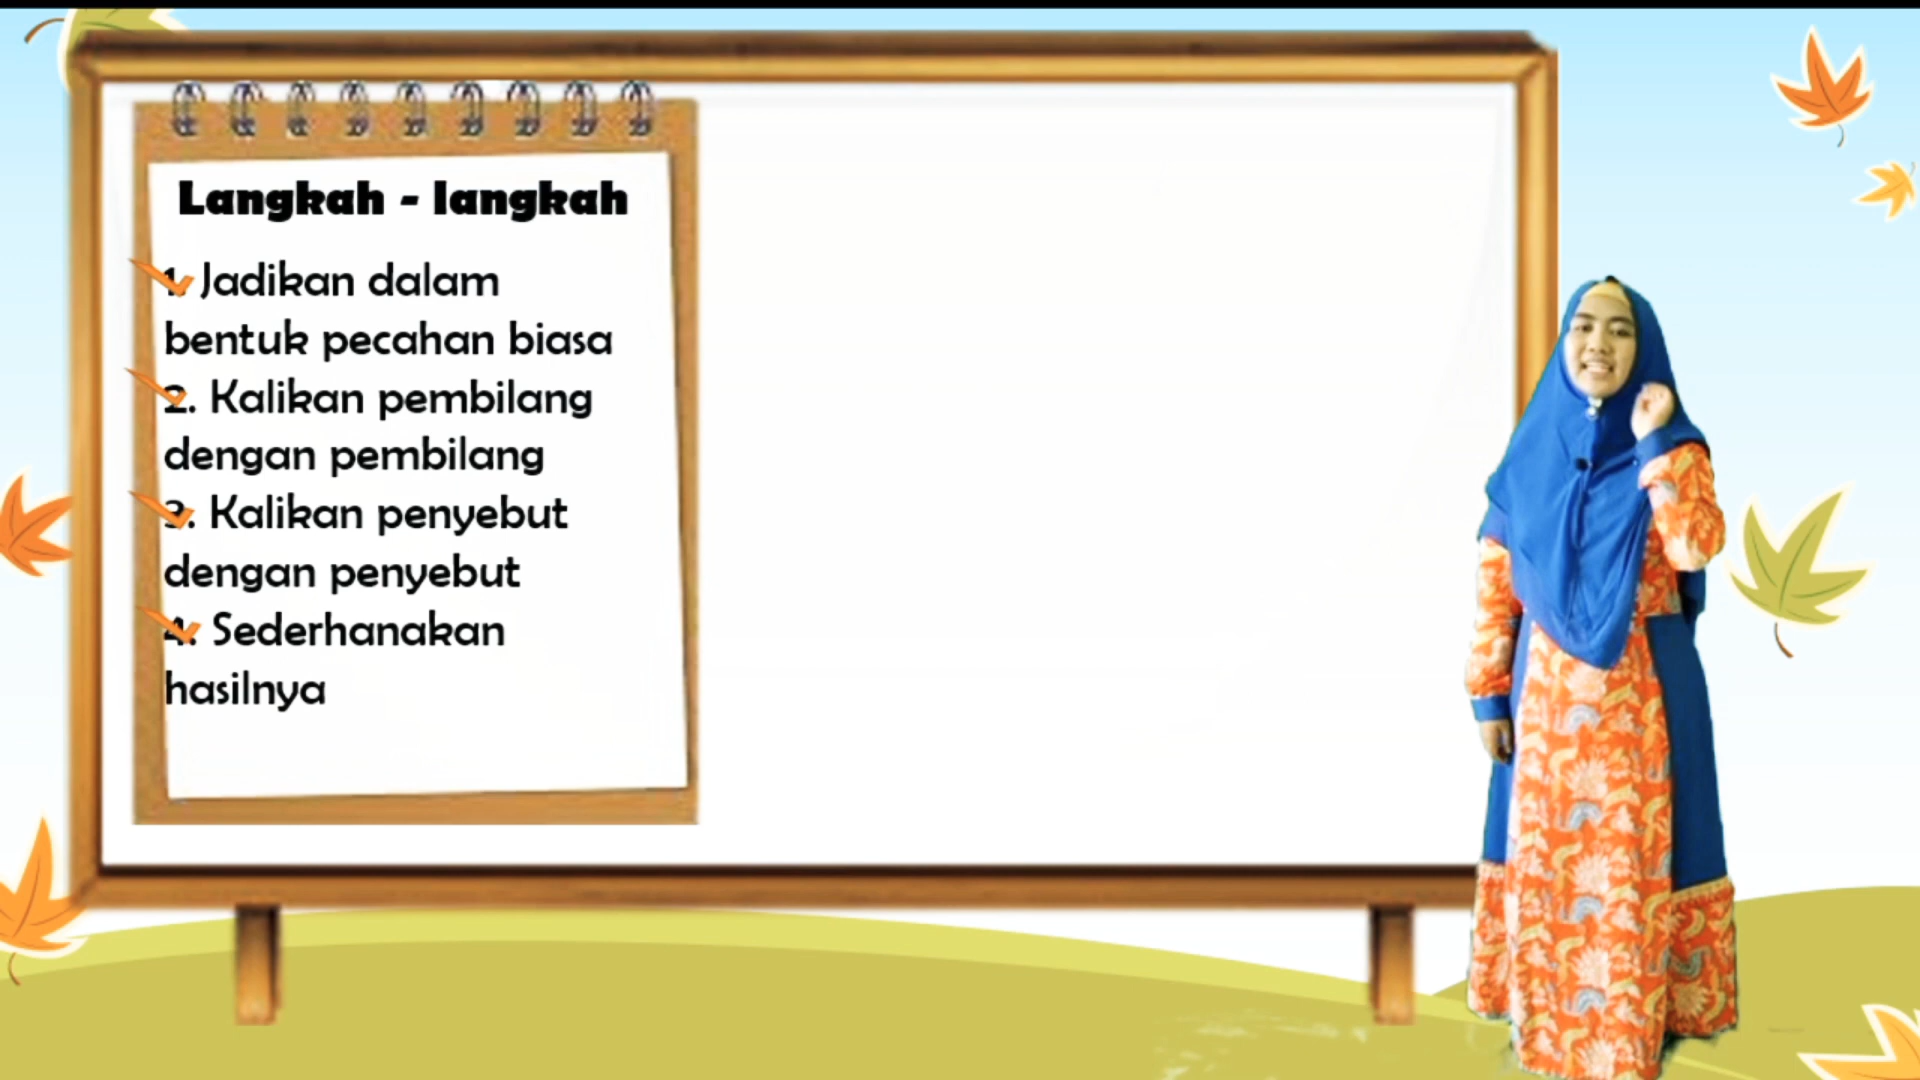 Langkah - langkah
1. Jadikan dalam
bentuk pecahan biasa
2. Kalikan pembilang
dengan pembilang
3. Kalikan penyebut
dengan penyebut
4. Sederhanakan
hasilnya